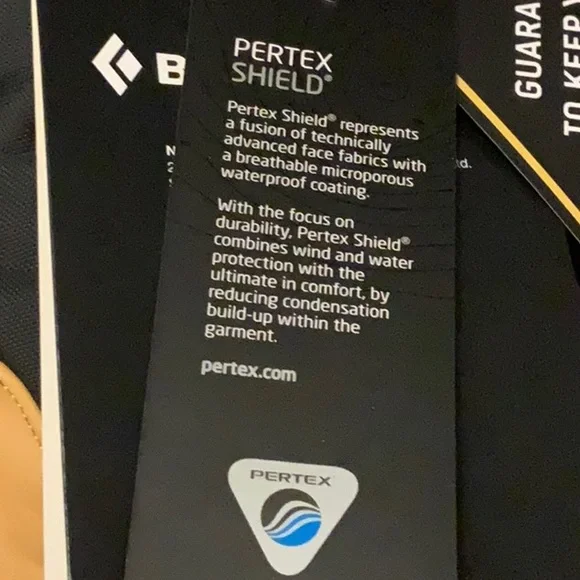 PERTEX
SHIELD®
Pertex Shield® represents
a fusion of technically
advanced face fabrics with
a breathable microporous
waterproof coating.
With the focus on
durability, Pertex Shield®
combines wind and water
protection with the
ultimate in comfort, by
reducing condensation
build-up within the
garment.
pertex.com
PERTEX
B
td.
GUARA
TO KEEP